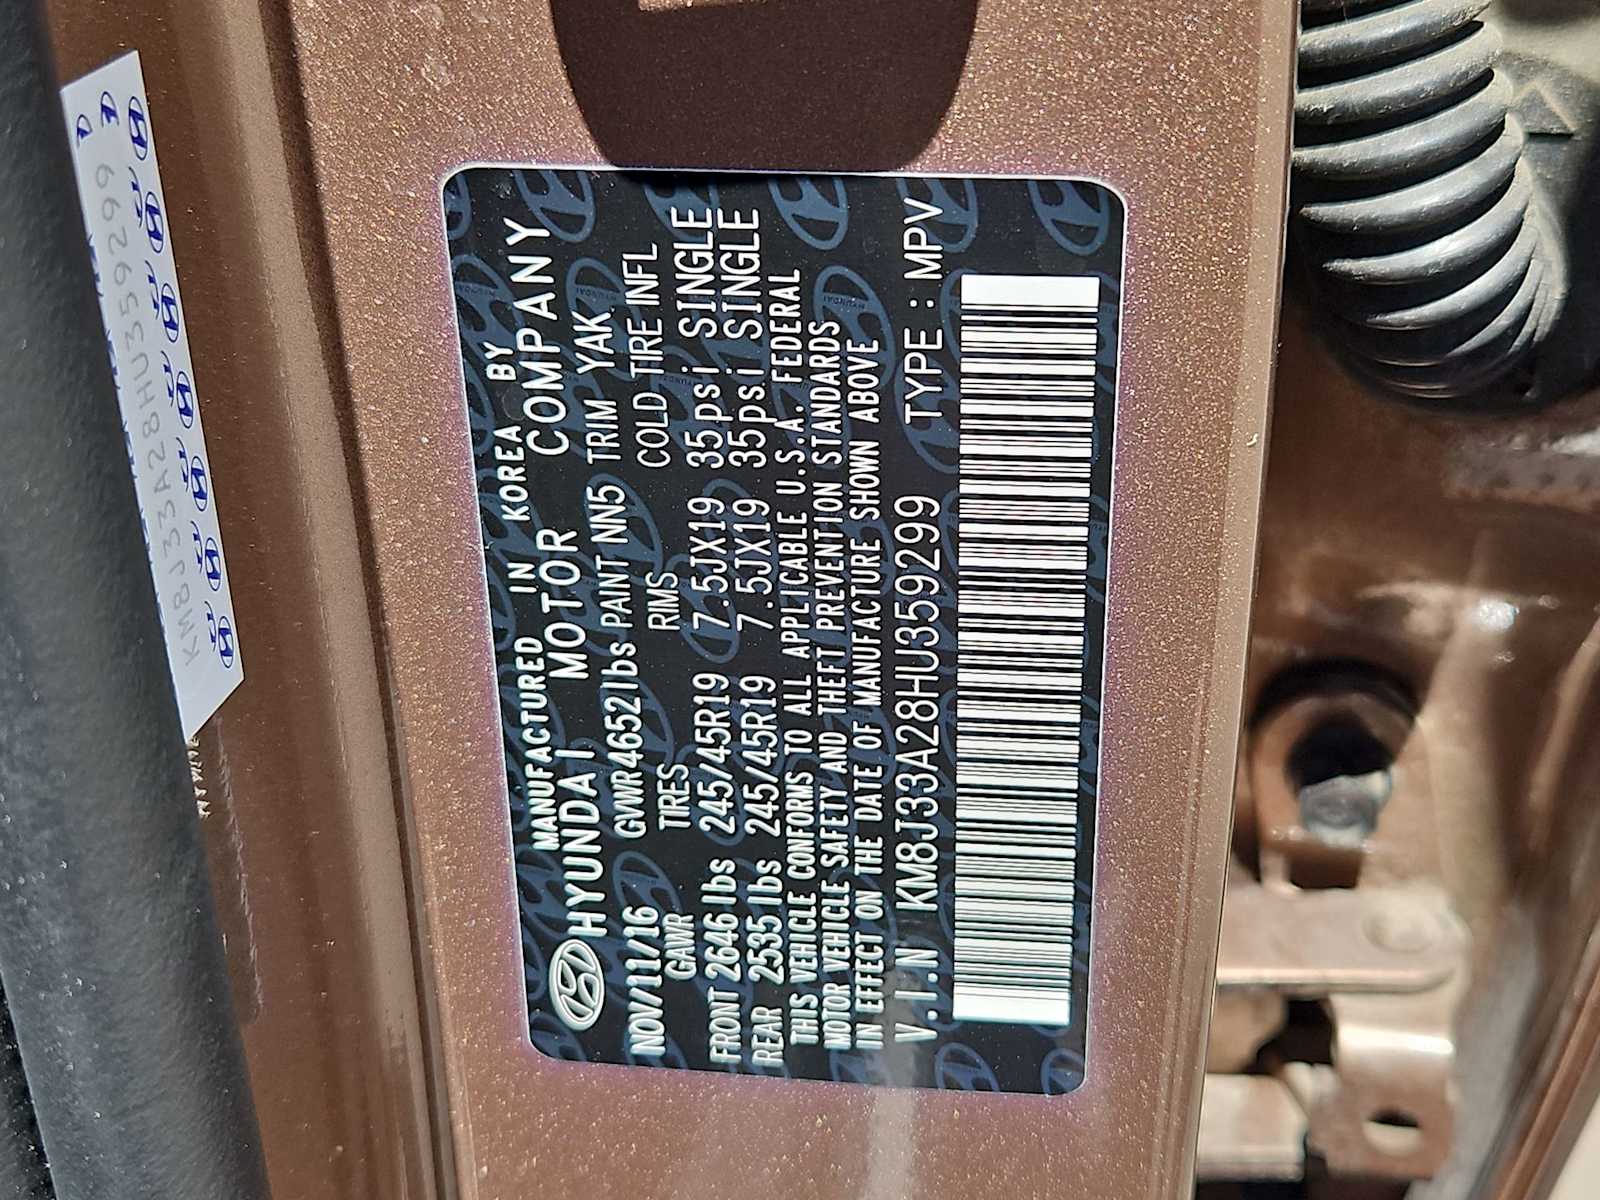 MANUFACTURED IN KOREA BY
HYUNDAI MOTOR COMPANY
NOV/11/16 GVWR4652lbs PAINT NN5 TRIM YAK
GAWR TIRES RIMS COLD TIRE INFL
FRONT 2646 lbs 245/45R19 7.5JX19 35psi SINGLE
REAR 2535 lbs 245/45R19 7.5JX19 35psi SINGLE
THIS VEHICLE CONFORMS TO ALL APPLICABLE U.S.A. FEDERAL
MOTOR VEHICLE SAFETY AND THEFT PREVENTION STANDARDS
IN EFFECT ON THE DATE OF MANUFACTURE SHOWN ABOVE
V.I.N KM8J33A28HU359299 TYPE : MPV
KM8J33A28HU359299